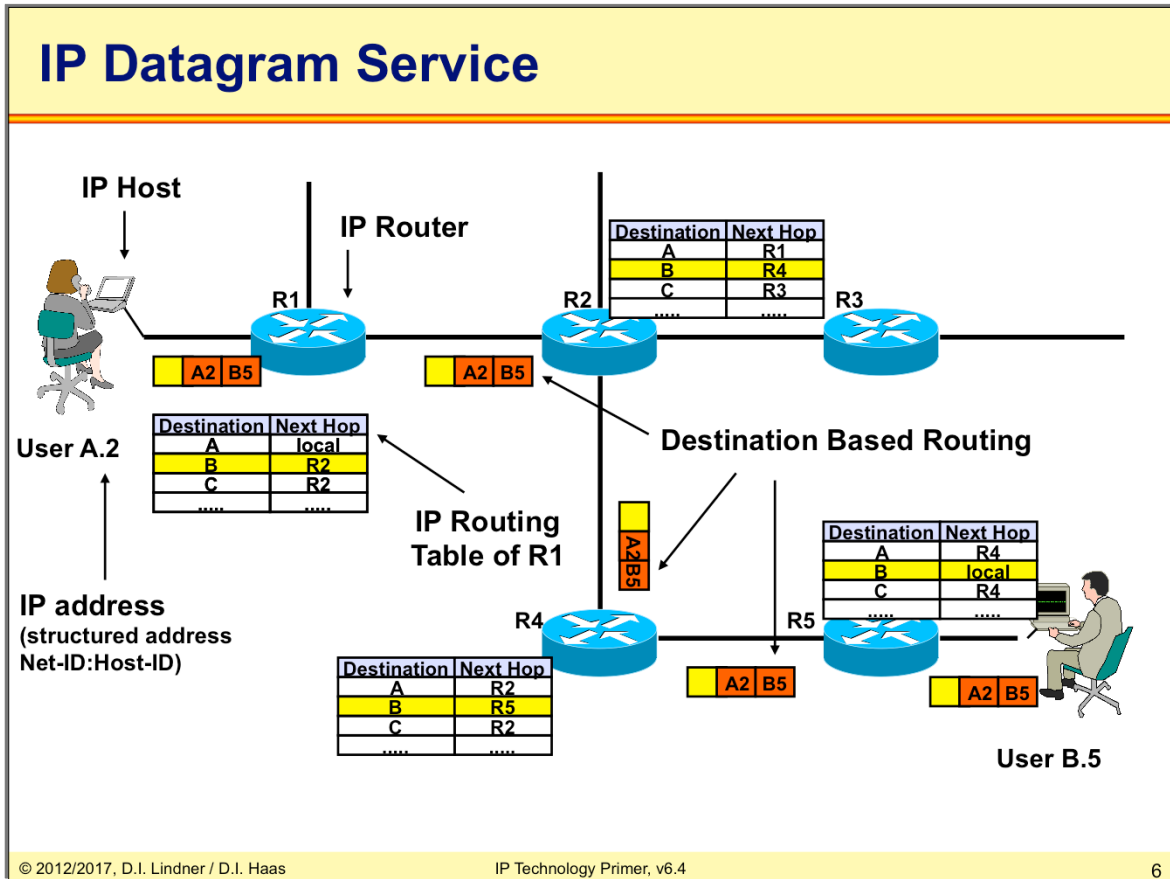 IP Datagram Service
IP Host
IP Router
R1
R2
R3
Destination Next Hop
A R1
B R4
C R3
..... .....
A2 B5
A2 B5
User A.2
Destination Next Hop
A local
B R2
C R2
..... .....
Destination Based Routing
IP Routing
Table of R1
A2 B5
IP address
(structured address
Net-ID:Host-ID)
R4
R5
Destination Next Hop
A R4
B local
C R4
..... .....
Destination Next Hop
A R2
B R5
C R2
..... .....
A2 B5
A2 B5
User B.5
© 2012/2017, D.I. Lindner / D.I. Haas
IP Technology Primer, v6.4
6